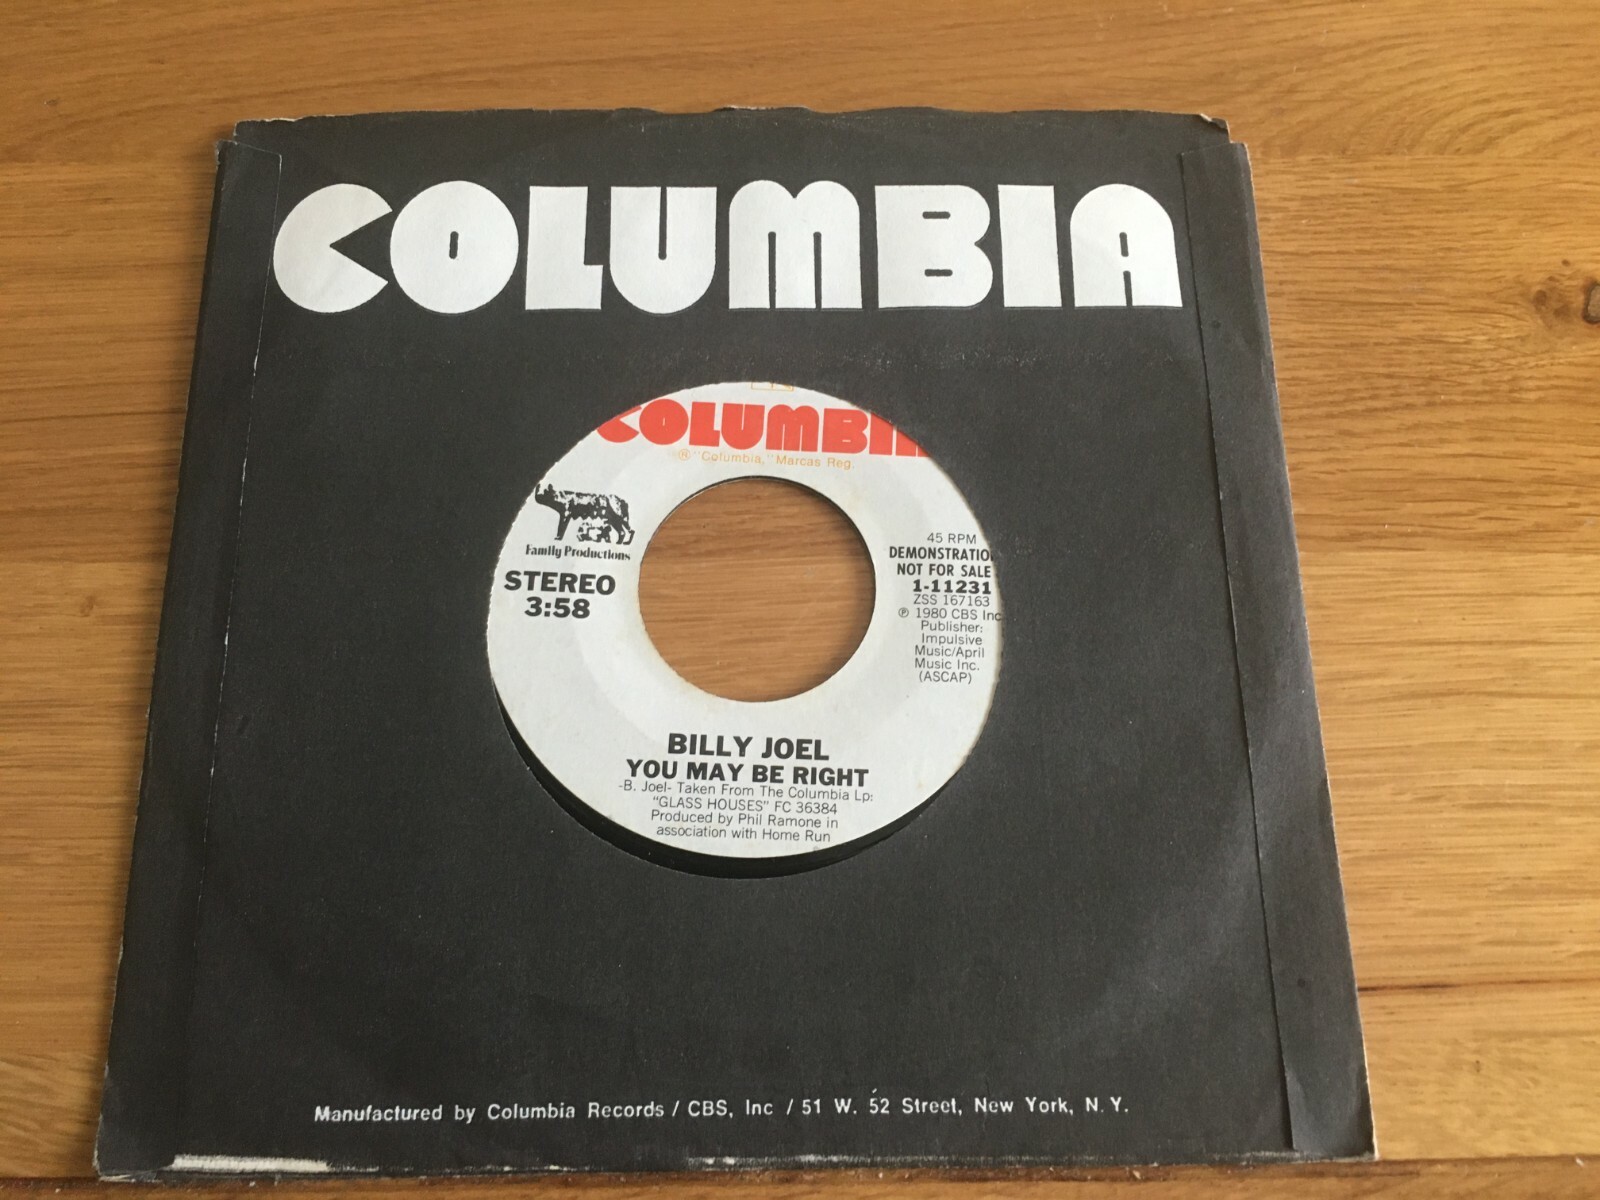 COLUMBIA
COLUMBIA
® "Columbia," Marcas Reg.
Family Productions
STEREO
3:58
45 RPM
DEMONSTRATION
NOT FOR SALE
1-11231
ZSS 167163
℗ 1980 CBS Inc
Publisher:
Impulsive
Music/April
Music Inc.
(ASCAP)
BILLY JOEL
YOU MAY BE RIGHT
-B. Joel- Taken From The Columbia Lp:
"GLASS HOUSES" FC 36384
Produced by Phil Ramone in
association with Home Run
Manufactured by Columbia Records / CBS, Inc / 51 W. 52 Street, New York, N.Y.